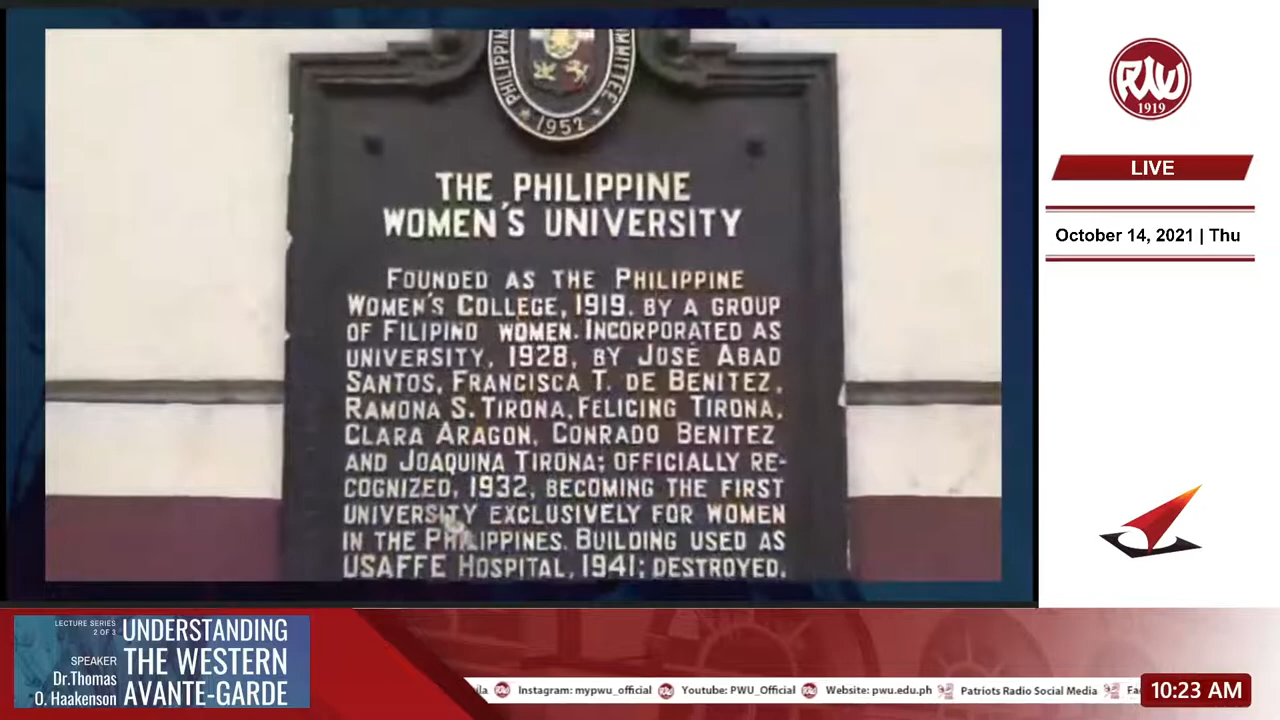 PHILIPPIN
MMITTEE
1952
THE PHILIPPINE
WOMEN'S UNIVERSITY
FOUNDED AS THE PHILIPPINE
WOMEN'S COLLEGE, 1919. BY A GROUP
OF FILIPINO WOMEN. INCORPORATED AS
UNIVERSITY, 1928, BY JOSÉ ABAD
SANTOS, FRANCISCA T. DE BENITEZ,
RAMONA S. TIRONA, FELICING TIRONA,
CLARA ARAGON, CONRADO BENITEZ
AND JOAQUINA TIRONA; OFFICIALLY RE-
COGNIZED, 1932, BECOMING THE FIRST
UNIVERSITY EXCLUSIVELY FOR WOMEN
IN THE PHILIPPINES. BUILDING USED AS
USAFFE HOSPITAL, 1941; DESTROYED,
PWU
1919
LIVE
October 14, 2021 | Thu
LECTURE SERIES
2 OF 3
SPEAKER
Dr.Thomas
O. Haakenson
UNDERSTANDING
THE WESTERN
AVANTE-GARDE
ila Instagram: mypwu_official Youtube: PWU_Official Website: pwu.edu.ph Patriots Radio Social Media Fa
10:23 AM